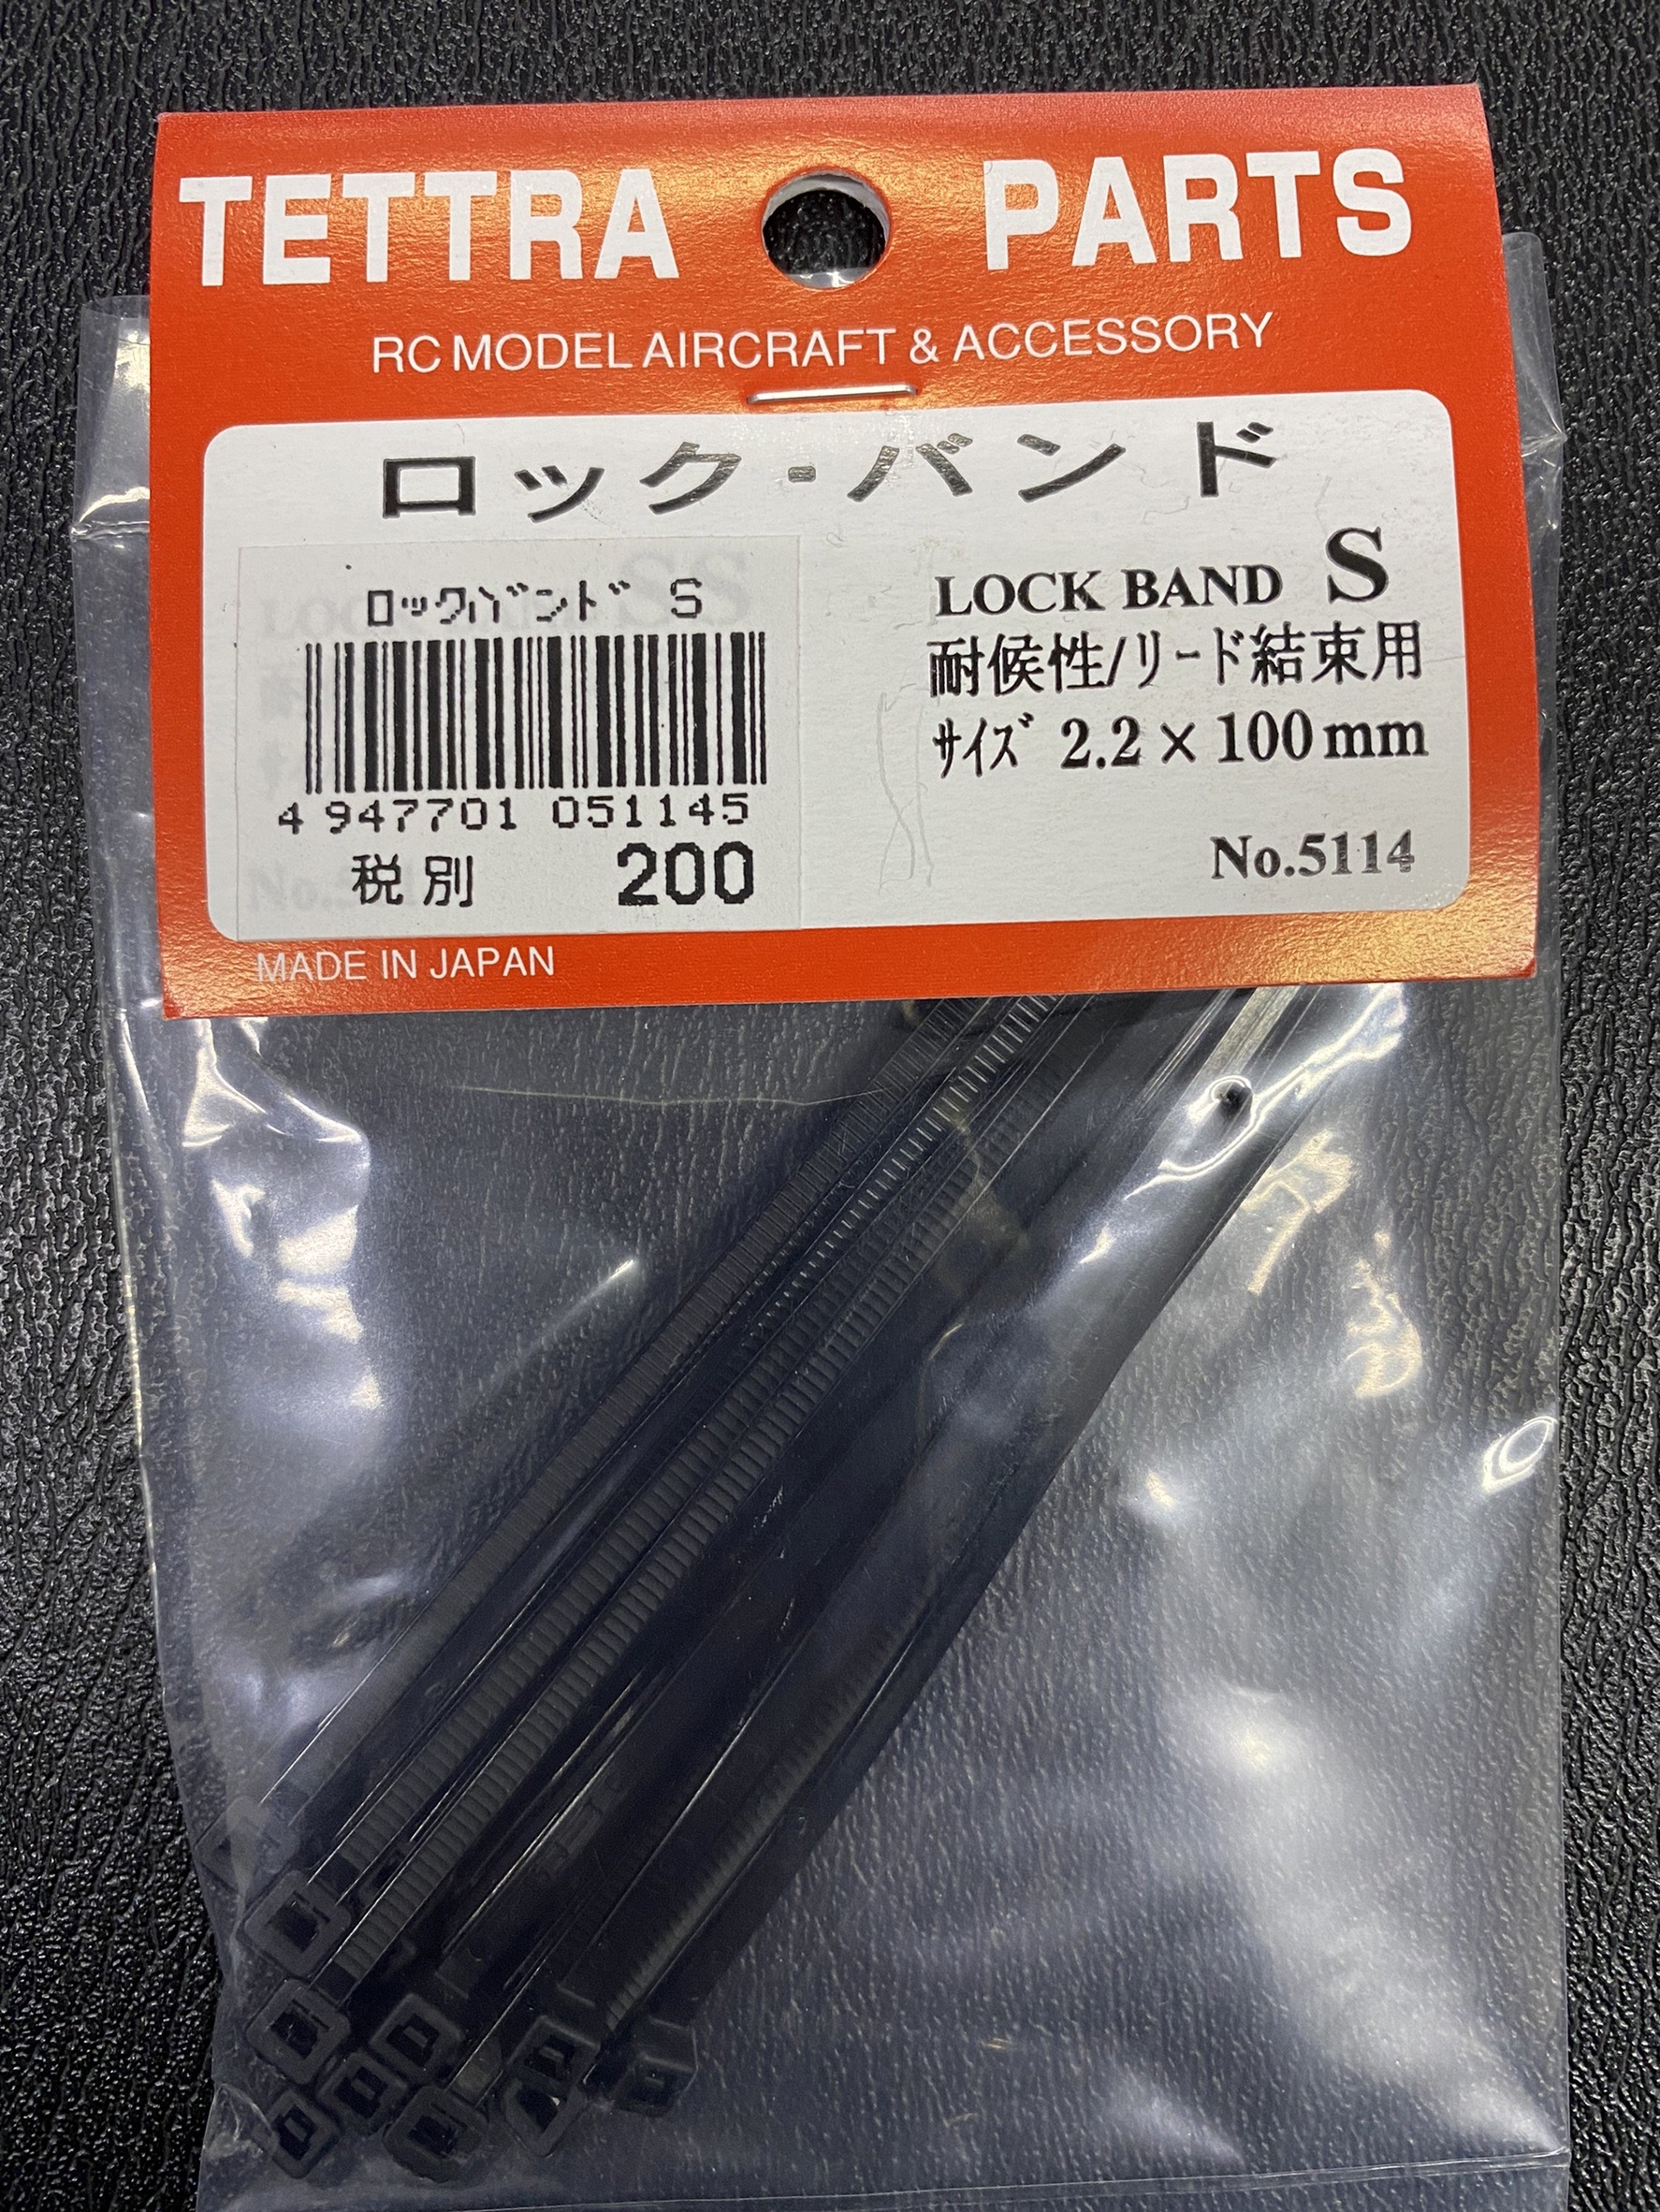 TETTRA PARTS
RC MODEL AIRCRAFT & ACCESSORY
ロック・バンド
ロックバンド S
4 947701 051145
税別 200
LOCK BAND S
耐候性/リード結束用
サイズ 2.2×100mm
No.5114
MADE IN JAPAN